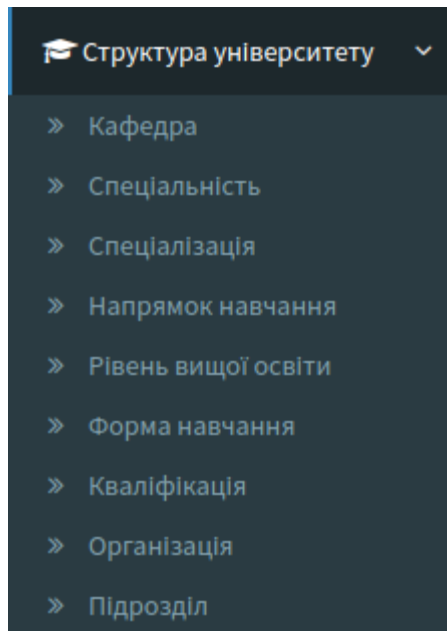 Структура університету
Кафедра
Спеціальність
Спеціалізація
Напрямок навчання
Рівень вищої освіти
Форма навчання
Кваліфікація
Організація
Підрозділ